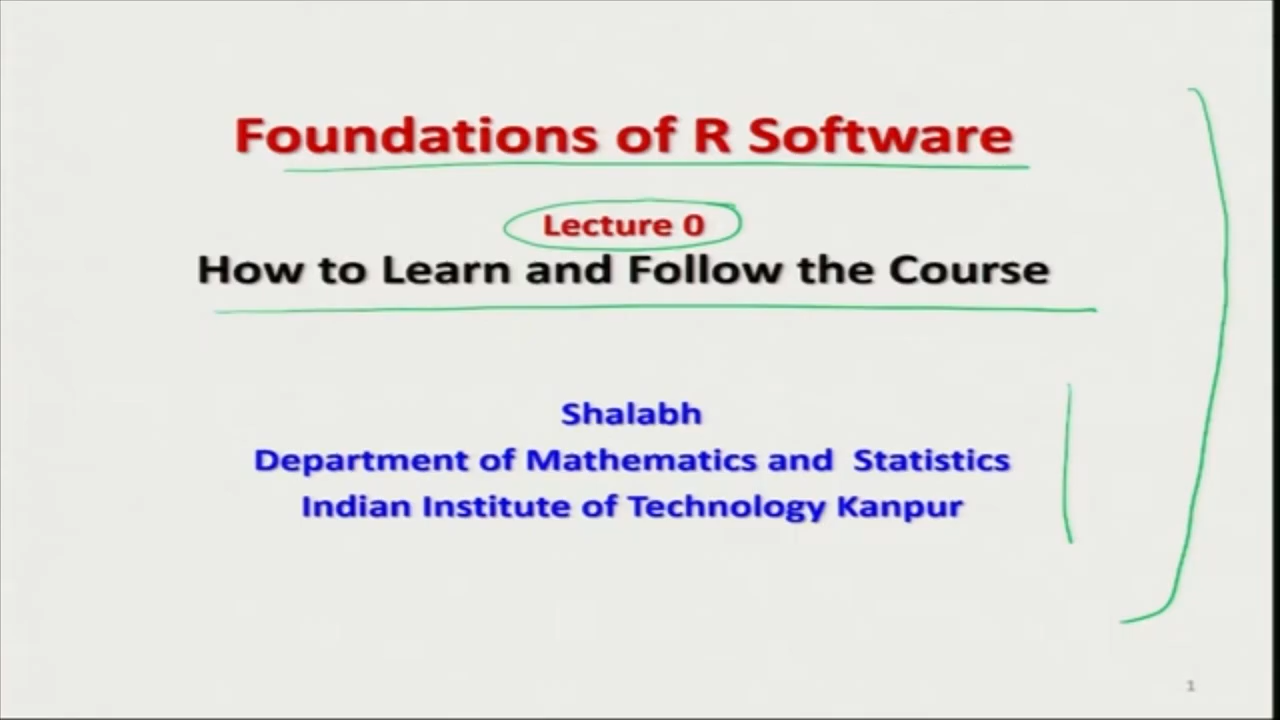 Foundations of R Software
Lecture 0
How to Learn and Follow the Course
Shalabh
Department of Mathematics and Statistics
Indian Institute of Technology Kanpur
1